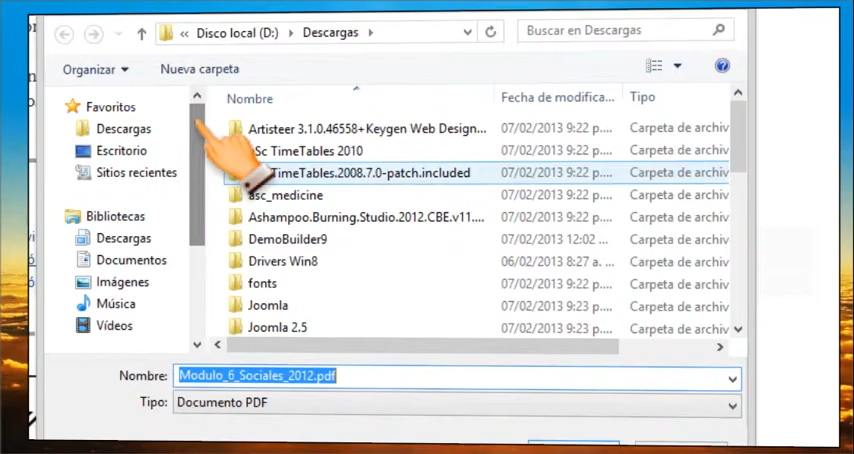 « Disco local (D:) Descargas
Buscar en Descargas
Organizar
Nueva carpeta
Nombre
Fecha de modifica...
Tipo
Favoritos
Descargas
Escritorio
Sitios recientes
Bibliotecas
Descargas
Documentos
Imágenes
Música
Vídeos
Artisteer 3.1.0.46558+Keygen Web Design... 07/02/2013 9:22 p.... Carpeta de archiv
Sc TimeTables 2010 07/02/2013 9:22 p.... Carpeta de archiv
TimeTables.2008.7.0-patch.included 07/02/2013 9:22 p.... Carpeta de archiv
asc_medicine 07/02/2013 9:22 p.... Carpeta de archiv
Ashampoo.Burning.Studio.2012.CBE.v11.... 07/02/2013 9:22 p.... Carpeta de archiv
DemoBuilder9 07/02/2013 12:02 ... Carpeta de archiv
Drivers Win8 06/02/2013 8:27 a. ... Carpeta de archiv
fonts 07/02/2013 9:22 p.... Carpeta de archiv
Joomla 07/02/2013 9:23 p.... Carpeta de archiv
Joomla 2.5 07/02/2013 9:23 p.... Carpeta de archiv
Nombre: Modulo_6_Sociales_2012.pdf
Tipo: Documento PDF